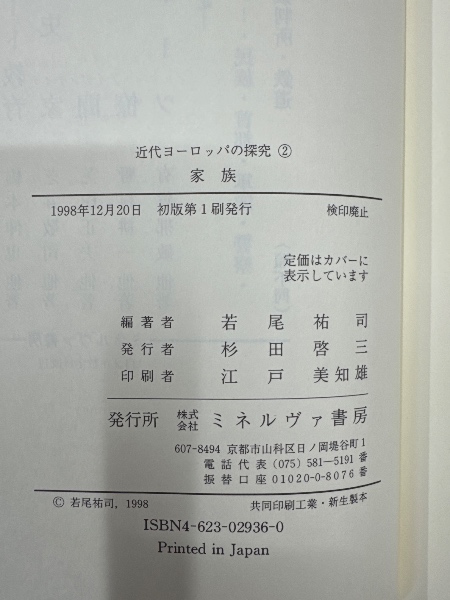 近代ヨーロッパの探究 ②
家族
1998年12月20日 初版第1刷発行 検印廃止
定価はカバーに
表示しています
編著者 若尾祐司
発行者 杉田啓三
印刷者 江戸美知雄
発行所 株式会社 ミネルヴァ書房
607-8494 京都市山科区日ノ岡堤谷町1
電話代表 (075) 581—5191番
振替口座 01020-0-8076番
© 若尾祐司, 1998 共同印刷工業・新生製本
ISBN4-623-02936-0
Printed in Japan